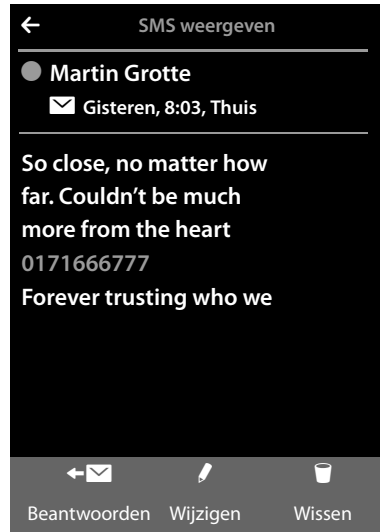 SMS weergeven
Martin Grotte
Gisteren, 8:03, Thuis
So close, no matter how
far. Couldn't be much
more from the heart
0171666777
Forever trusting who we
Beantwoorden Wijzigen Wissen